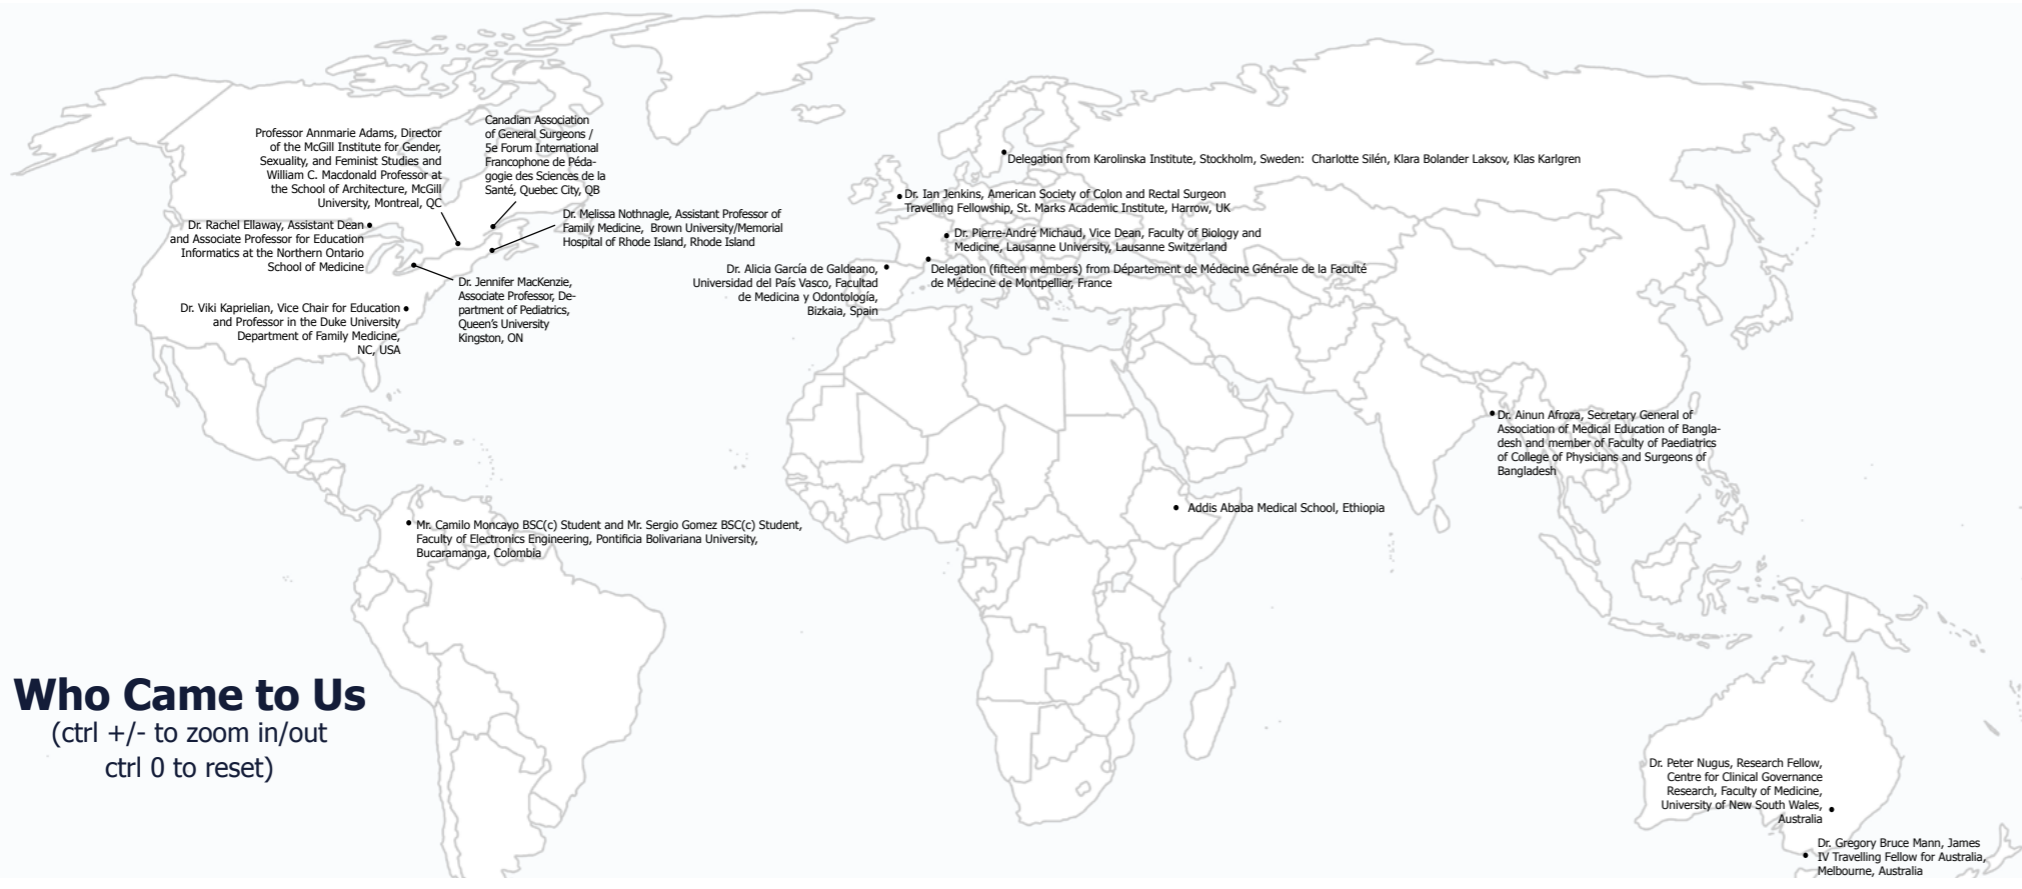 Professor Annmarie Adams, Director
of the McGill Institute for Gender,
Sexuality, and Feminist Studies and
William C. Macdonald Professor at
the School of Architecture, McGill
University, Montreal, QC
Canadian Association
of General Surgeons /
5e Forum International
Francophone de Péda-
gogie des Sciences de la
Santé, Quebec City, QB
Dr. Melissa Nothnagle, Assistant Professor of
Family Medicine, Brown University/Memorial
Hospital of Rhode Island, Rhode Island
Dr. Rachel Ellaway, Assistant Dean
and Associate Professor for Education
Informatics at the Northern Ontario
School of Medicine
Dr. Jennifer MacKenzie,
Associate Professor, De-
partment of Pediatrics,
Queen's University
Kingston, ON
Dr. Viki Kaprielian, Vice Chair for Education
and Professor in the Duke University
Department of Family Medicine,
NC, USA
Delegation from Karolinska Institute, Stockholm, Sweden: Charlotte Silén, Klara Bolander Laksov, Klas Karlgren
Dr. Ian Jenkins, American Society of Colon and Rectal Surgeon
Travelling Fellowship, St. Marks Academic Institute, Harrow, UK
Dr. Pierre-André Michaud, Vice Dean, Faculty of Biology and
Medicine, Lausanne University, Lausanne Switzerland
Dr. Alicia García de Galdeano,
Universidad del País Vasco, Facultad
de Medicina y Odontología,
Bizkaia, Spain
Delegation (fifteen members) from Département de Médecine Générale de la Faculté
de Médecine de Montpellier, France
Dr. Ainun Afroza, Secretary General of
Association of Medical Education of Bangla-
desh and member of Faculty of Paediatrics
of College of Physicians and Surgeons of
Bangladesh
Addis Ababa Medical School, Ethiopia
Mr. Camilo Moncayo BSC(c) Student and Mr. Sergio Gomez BSC(c) Student,
Faculty of Electronics Engineering, Pontificia Bolivariana University,
Bucaramanga, Colombia
Who Came to Us
(ctrl +/- to zoom in/out
ctrl 0 to reset)
Dr. Peter Nugus, Research Fellow,
Centre for Clinical Governance
Research, Faculty of Medicine,
University of New South Wales,
Australia
Dr. Gregory Bruce Mann, James
IV Travelling Fellow for Australia,
Melbourne, Australia